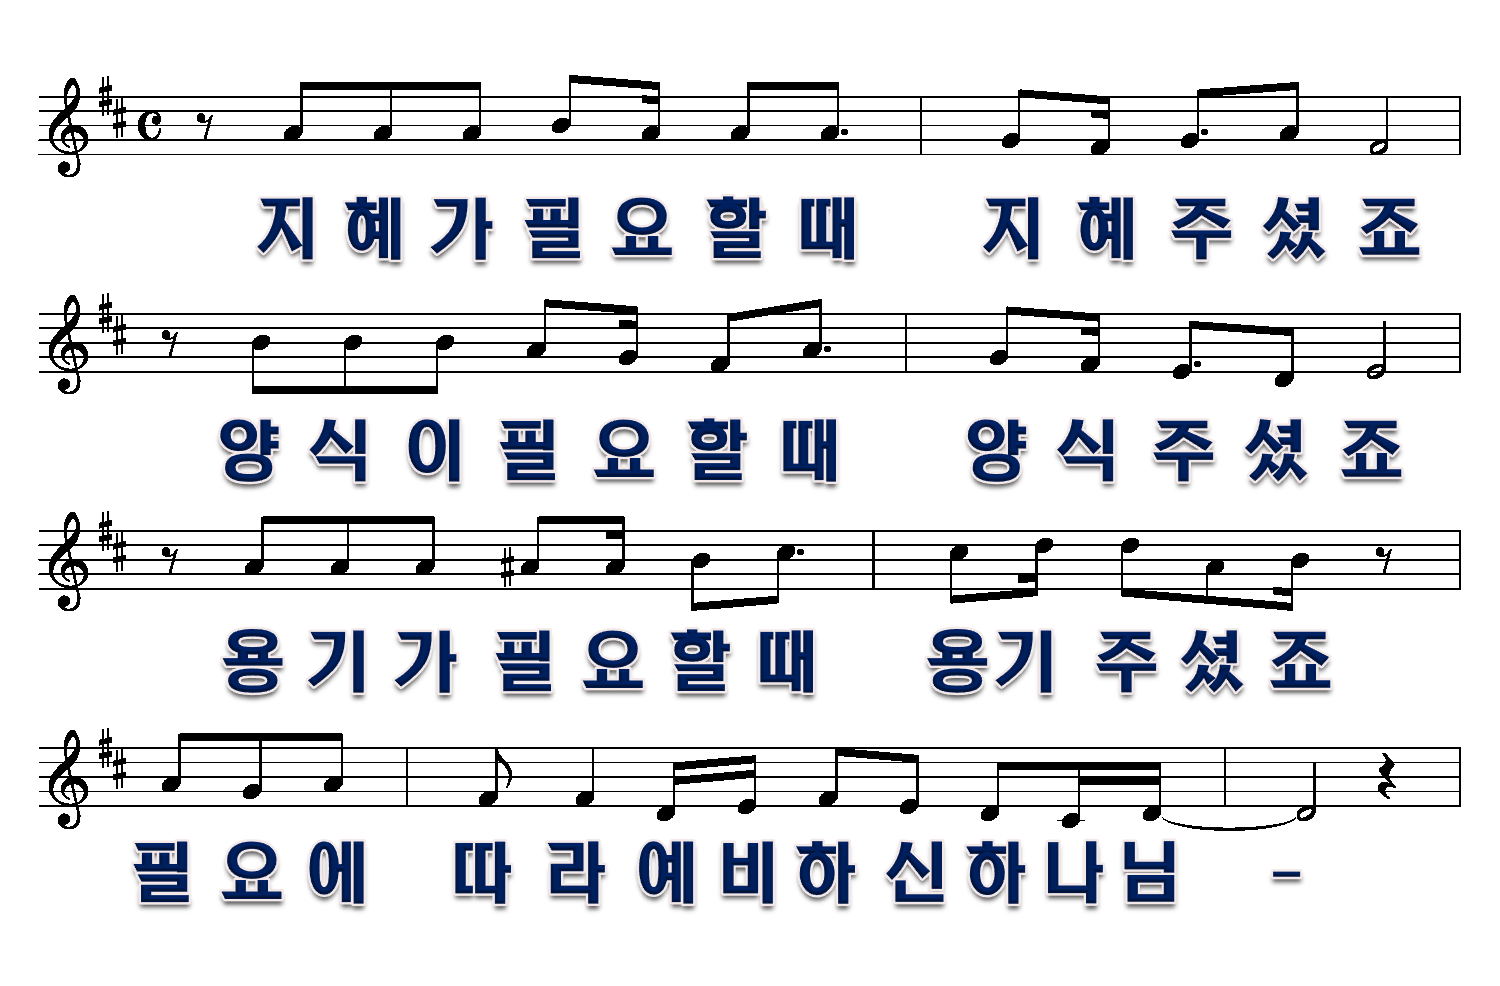 지혜가필요할때 지혜주셨죠
양식이필요할때 양식주셨죠
용기가필요할때 용기주셨죠
필요에 따라예비하신하나님 -